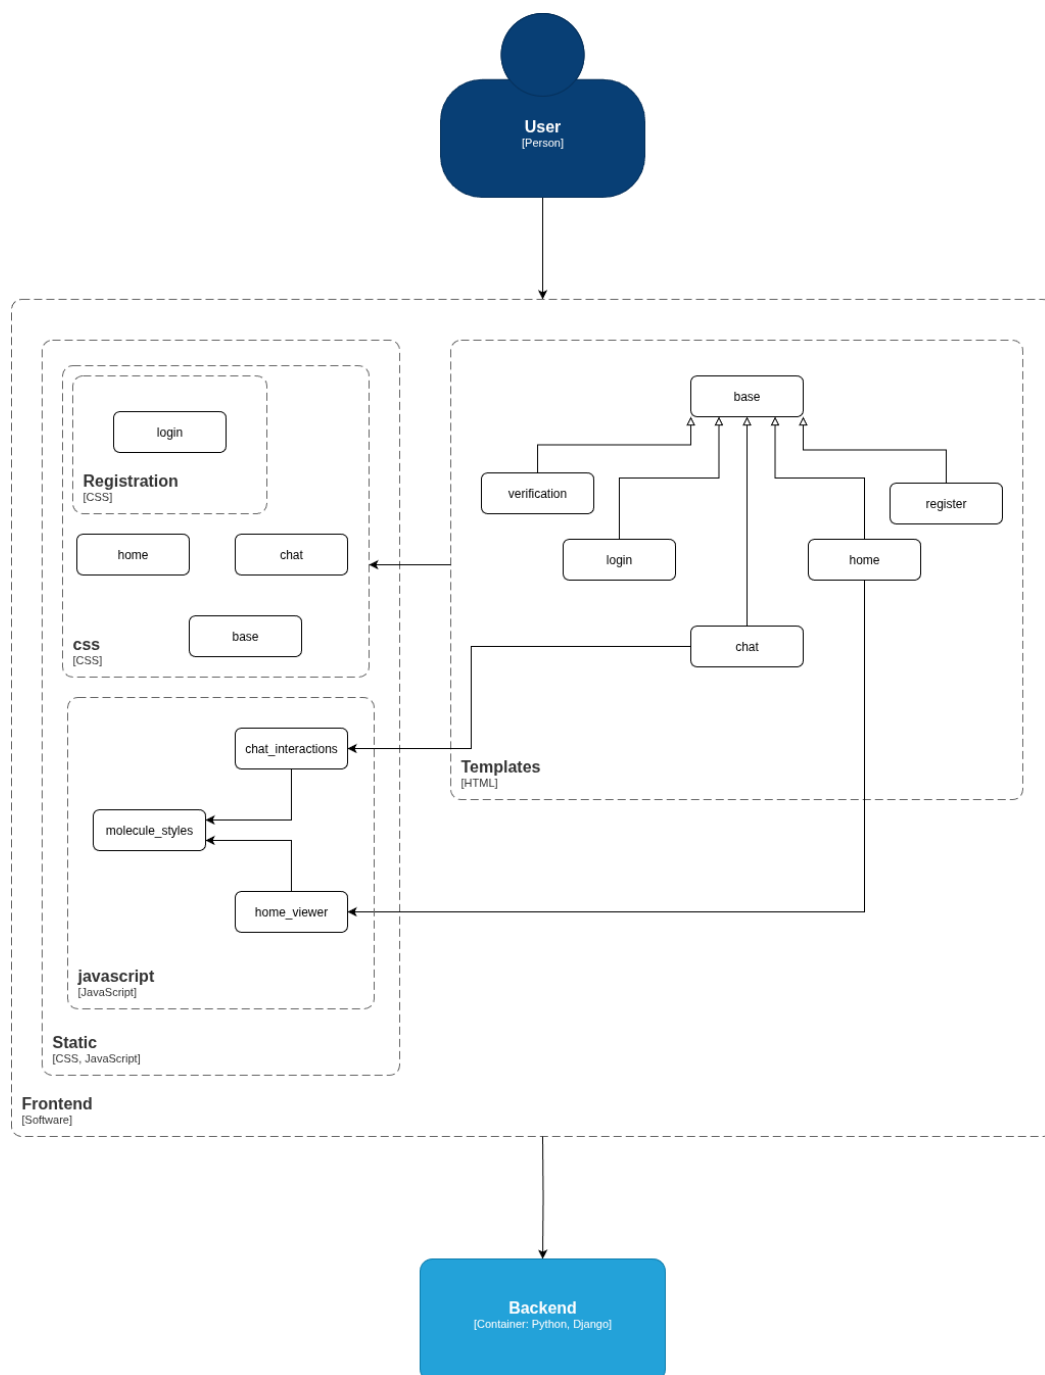 User
[Person]
login
Registration
[CSS]
home
chat
base
css
[CSS]
base
verification
register
login
home
chat
Templates
[HTML]
chat_interactions
molecule_styles
home_viewer
javascript
[JavaScript]
Static
[CSS, JavaScript]
Frontend
[Software]
Backend
[Container: Python, Django]